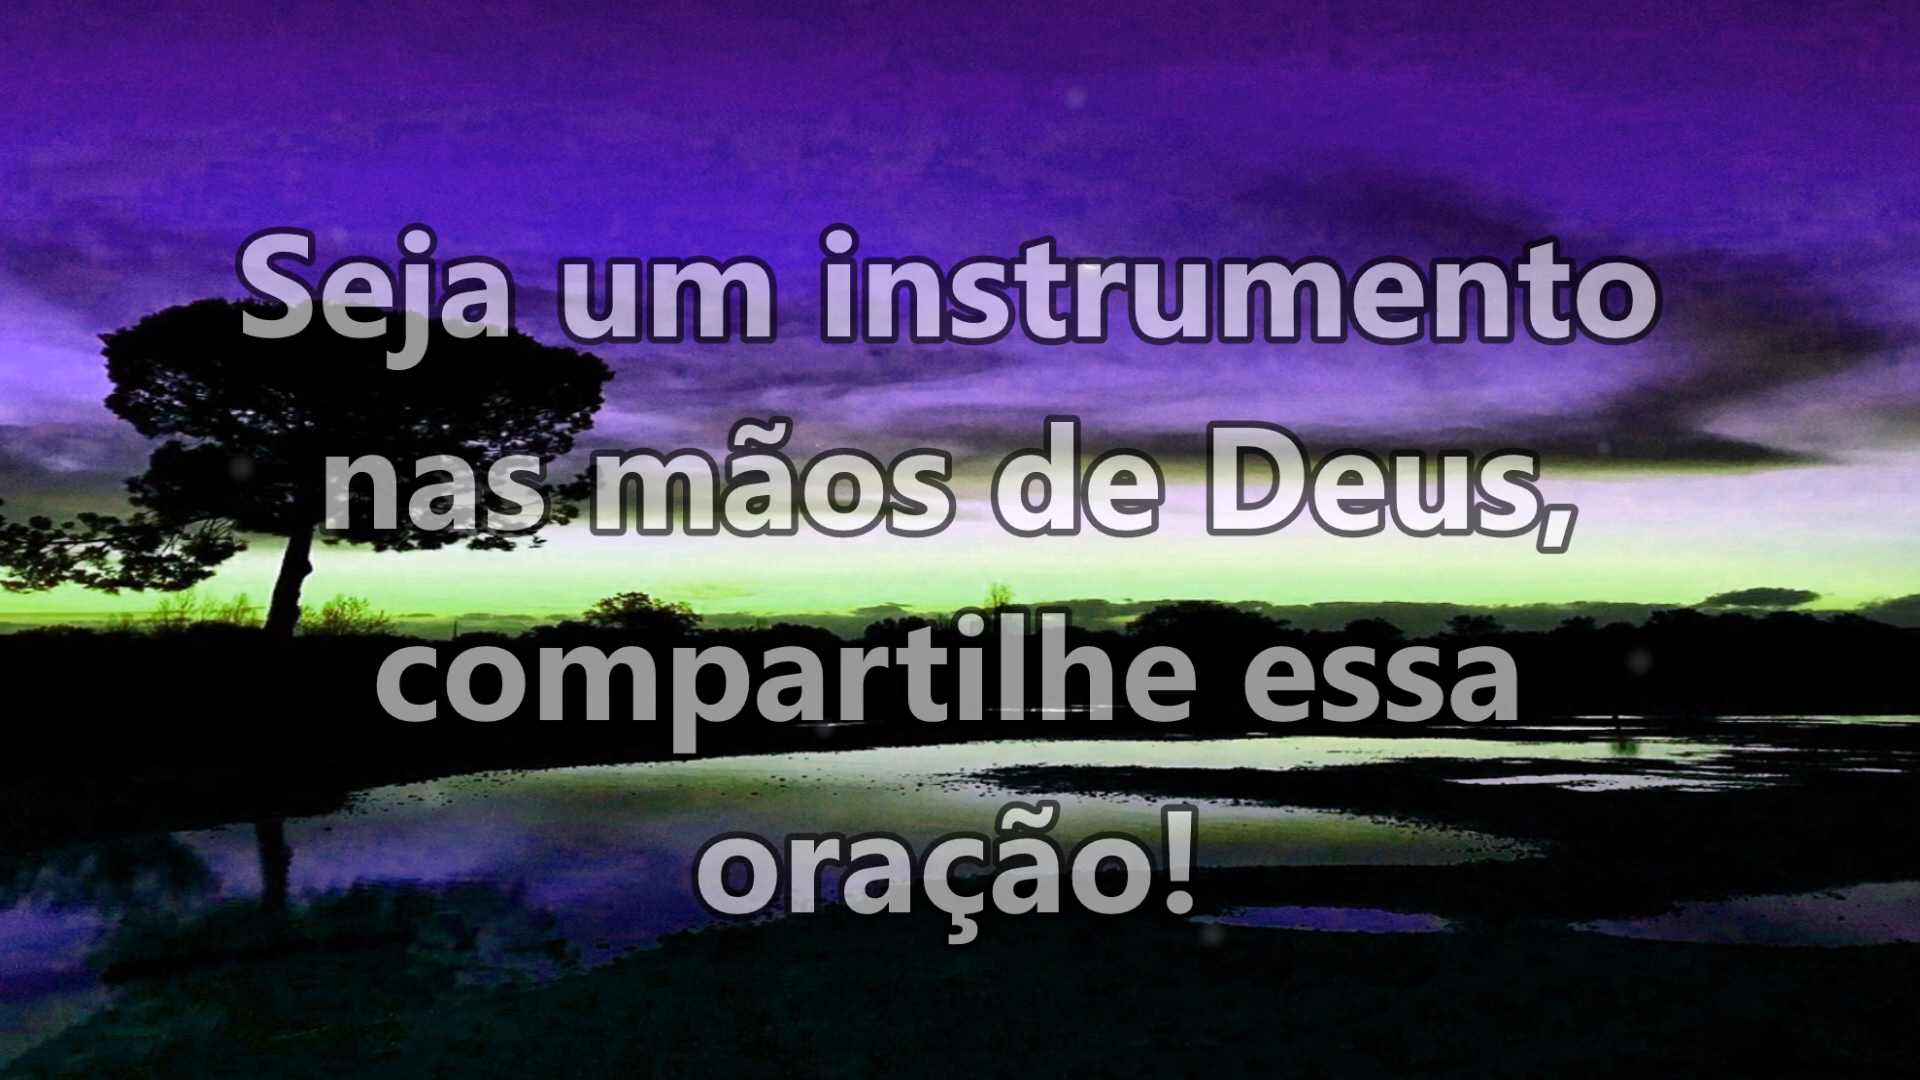 Seja um instrumento
nas mãos de Deus,
compartilhe essa
oração!